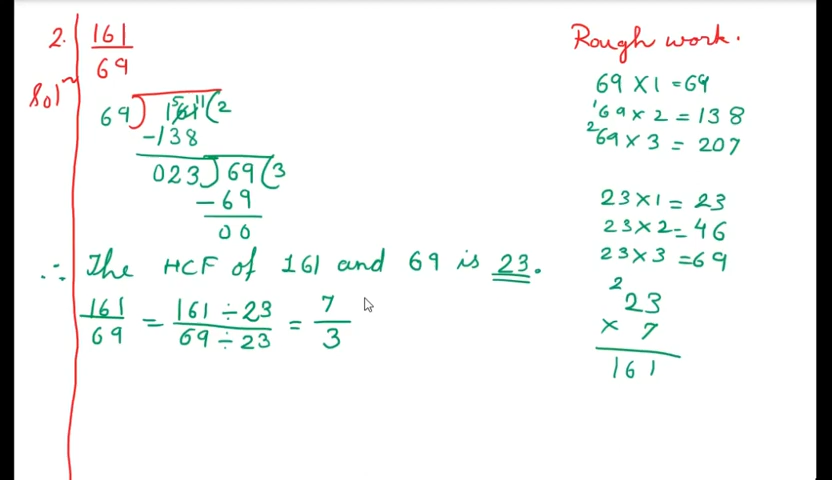 2. 161
69
Sol
69) 161 (2
-138
023) 69 (3
-69
00
∴ The HCF of 161 and 69 is 23.
161/69 = 161 ÷ 23/69 ÷ 23 = 7/3
Rough work.
69 × 1 = 69
69 × 2 = 138
69 × 3 = 207
23 × 1 = 23
23 × 2 = 46
23 × 3 = 69
2
23
× 7
161